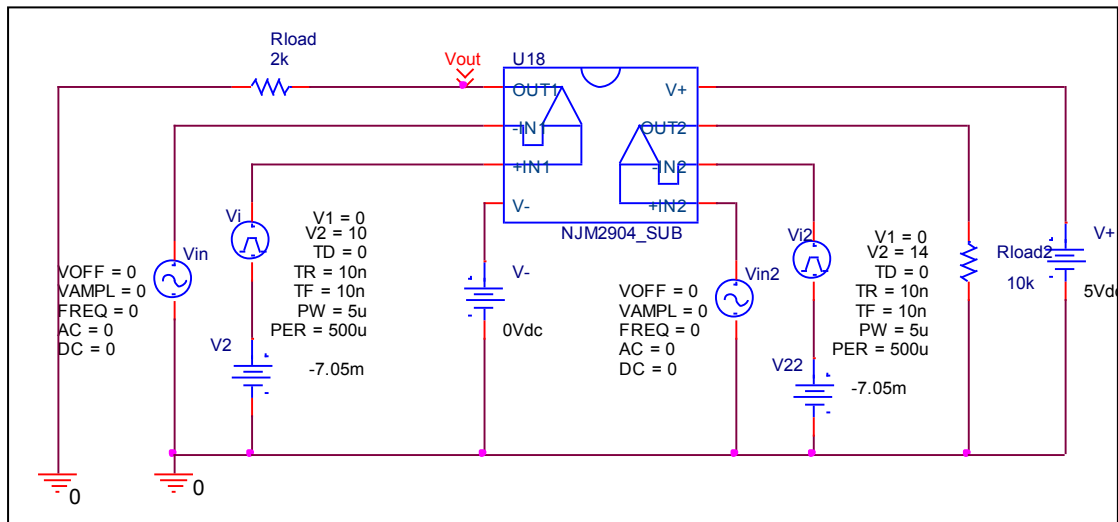 Rload
2k
Vout
U18
OUT1
-IN1
+IN1
V-
V+
OUT2
-IN2
+IN2
NJM2904_SUB
Vin
VOFF = 0
VAMPL = 0
FREQ = 0
AC = 0
DC = 0
Vi
V1 = 0
V2 = 10
TD = 0
TR = 10n
TF = 10n
PW = 5u
PER = 500u
V2
-7.05m
V-
0Vdc
Vin2
VOFF = 0
VAMPL = 0
FREQ = 0
AC = 0
DC = 0
Vi2
V1 = 0
V2 = 14
TD = 0
TR = 10n
TF = 10n
PW = 5u
PER = 500u
V22
-7.05m
Rload2
10k
V+
5Vdc
0
0